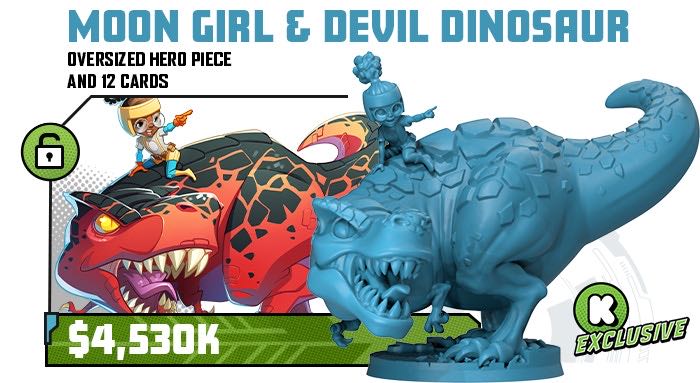 MOON GIRL & DEVIL DINOSAUR
OVERSIZED HERO PIECE
AND 12 CARDS
$4,530K
K
EXCLUSIVE